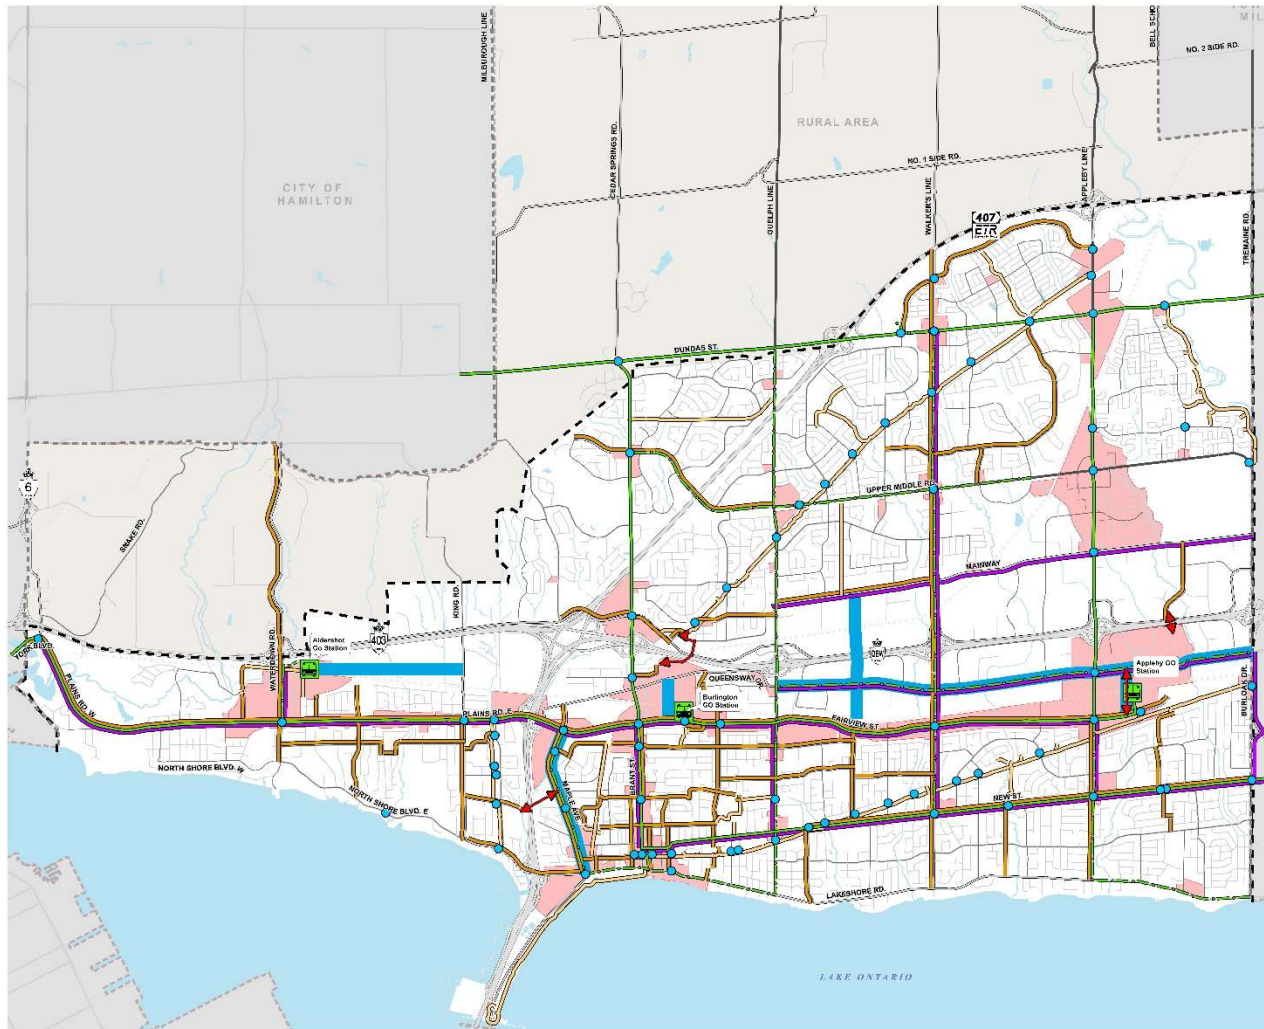 MILBOROUGH LINE
BELL SCHO
MIL
NO. 2 SIDE RD.
RURAL AREA
CEDAR SPRINGS RD.
NO. 1 SIDE RD.
APPLEBY LINE
CITY OF
HAMILTON
GUELPH LINE
WALKER'S LINE
407
ETR
TREMAINE RD.
DUNDAS ST.
6
UPPER MIDDLE RD.
SNAKE RD.
MAINWAY
KING RD.
Aldershot
Go Station
403
WATERDOWN RD.
YORK BLVD.
QEW
PLAINS RD. W
QUEENSWAY DR.
Appleby GO
Station
Burlington
GO Station
BURLOAK DR.
PLAINS RD. E
FAIRVIEW ST.
NORTH SHORE BLVD. W
BRANT ST.
MAPLE AVE.
NORTH SHORE BLVD. E
NEW ST.
LAKESHORE RD.
LAKE ONTARIO